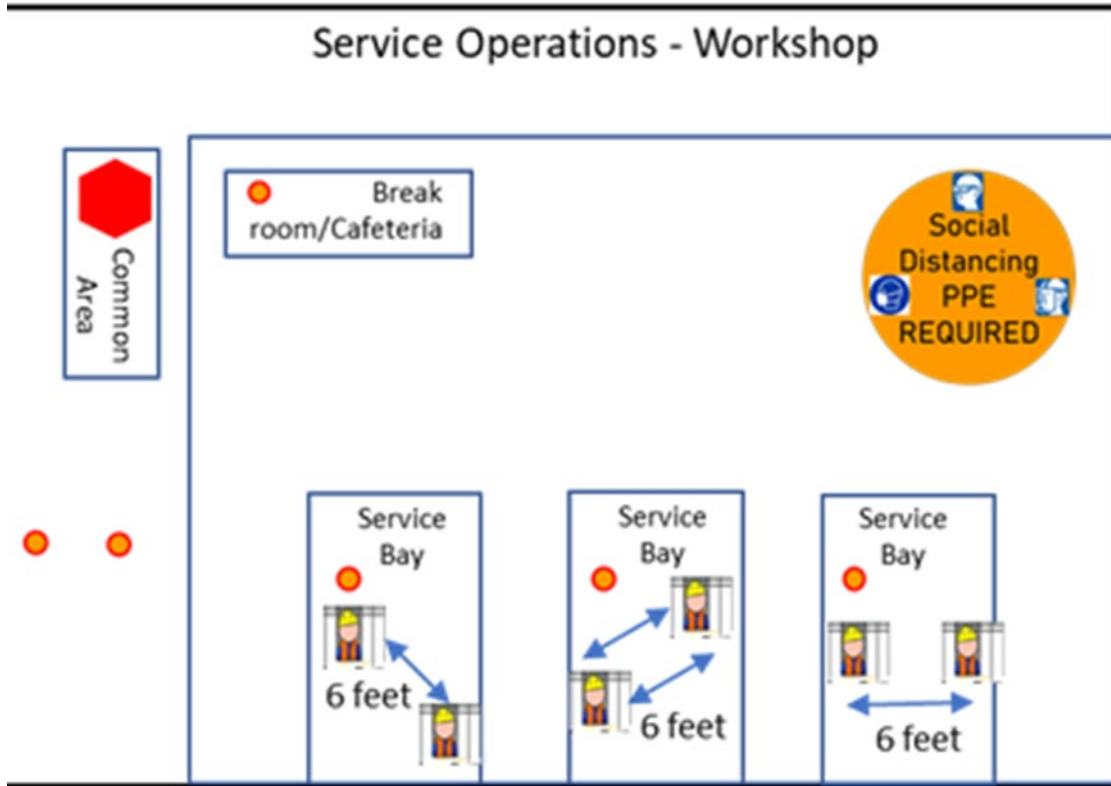 Service Operations - Workshop
Common
Area
Break
room/Cafeteria
Social
Distancing
PPE
REQUIRED
Service
Bay
6 feet
Service
Bay
6 feet
Service
Bay
6 feet